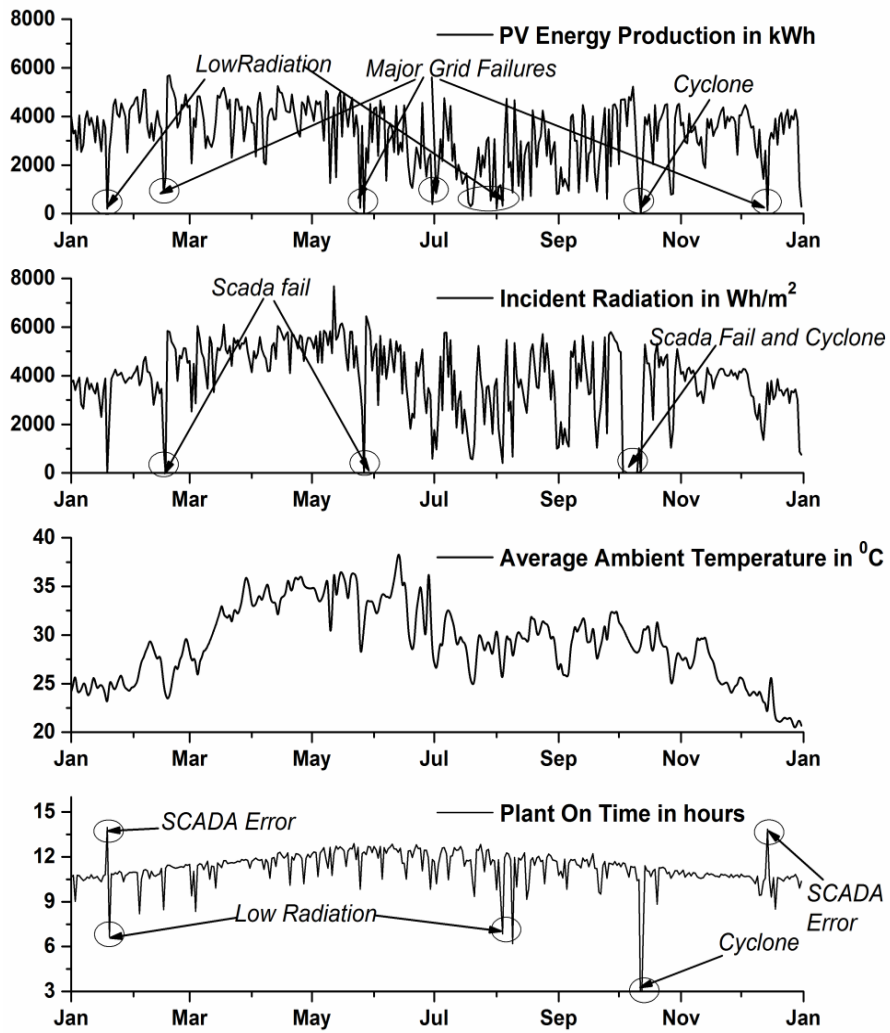 8000
PV Energy Production in kWh
LowRadiation
Major Grid Failures
Cyclone
6000
4000
2000
0
Jan Mar May Jul Sep Nov Jan
8000
Scada fail
Incident Radiation in Wh/m²
Scada Fail and Cyclone
6000
4000
2000
0
Jan Mar May Jul Sep Nov Jan
40
Average Ambient Temperature in ⁰C
35
30
25
20
Jan Mar May Jul Sep Nov Jan
15
Plant On Time in hours
SCADA Error
12
9
SCADA
Error
Low Radiation
6
Cyclone
3
Jan Mar May Jul Sep Nov Jan